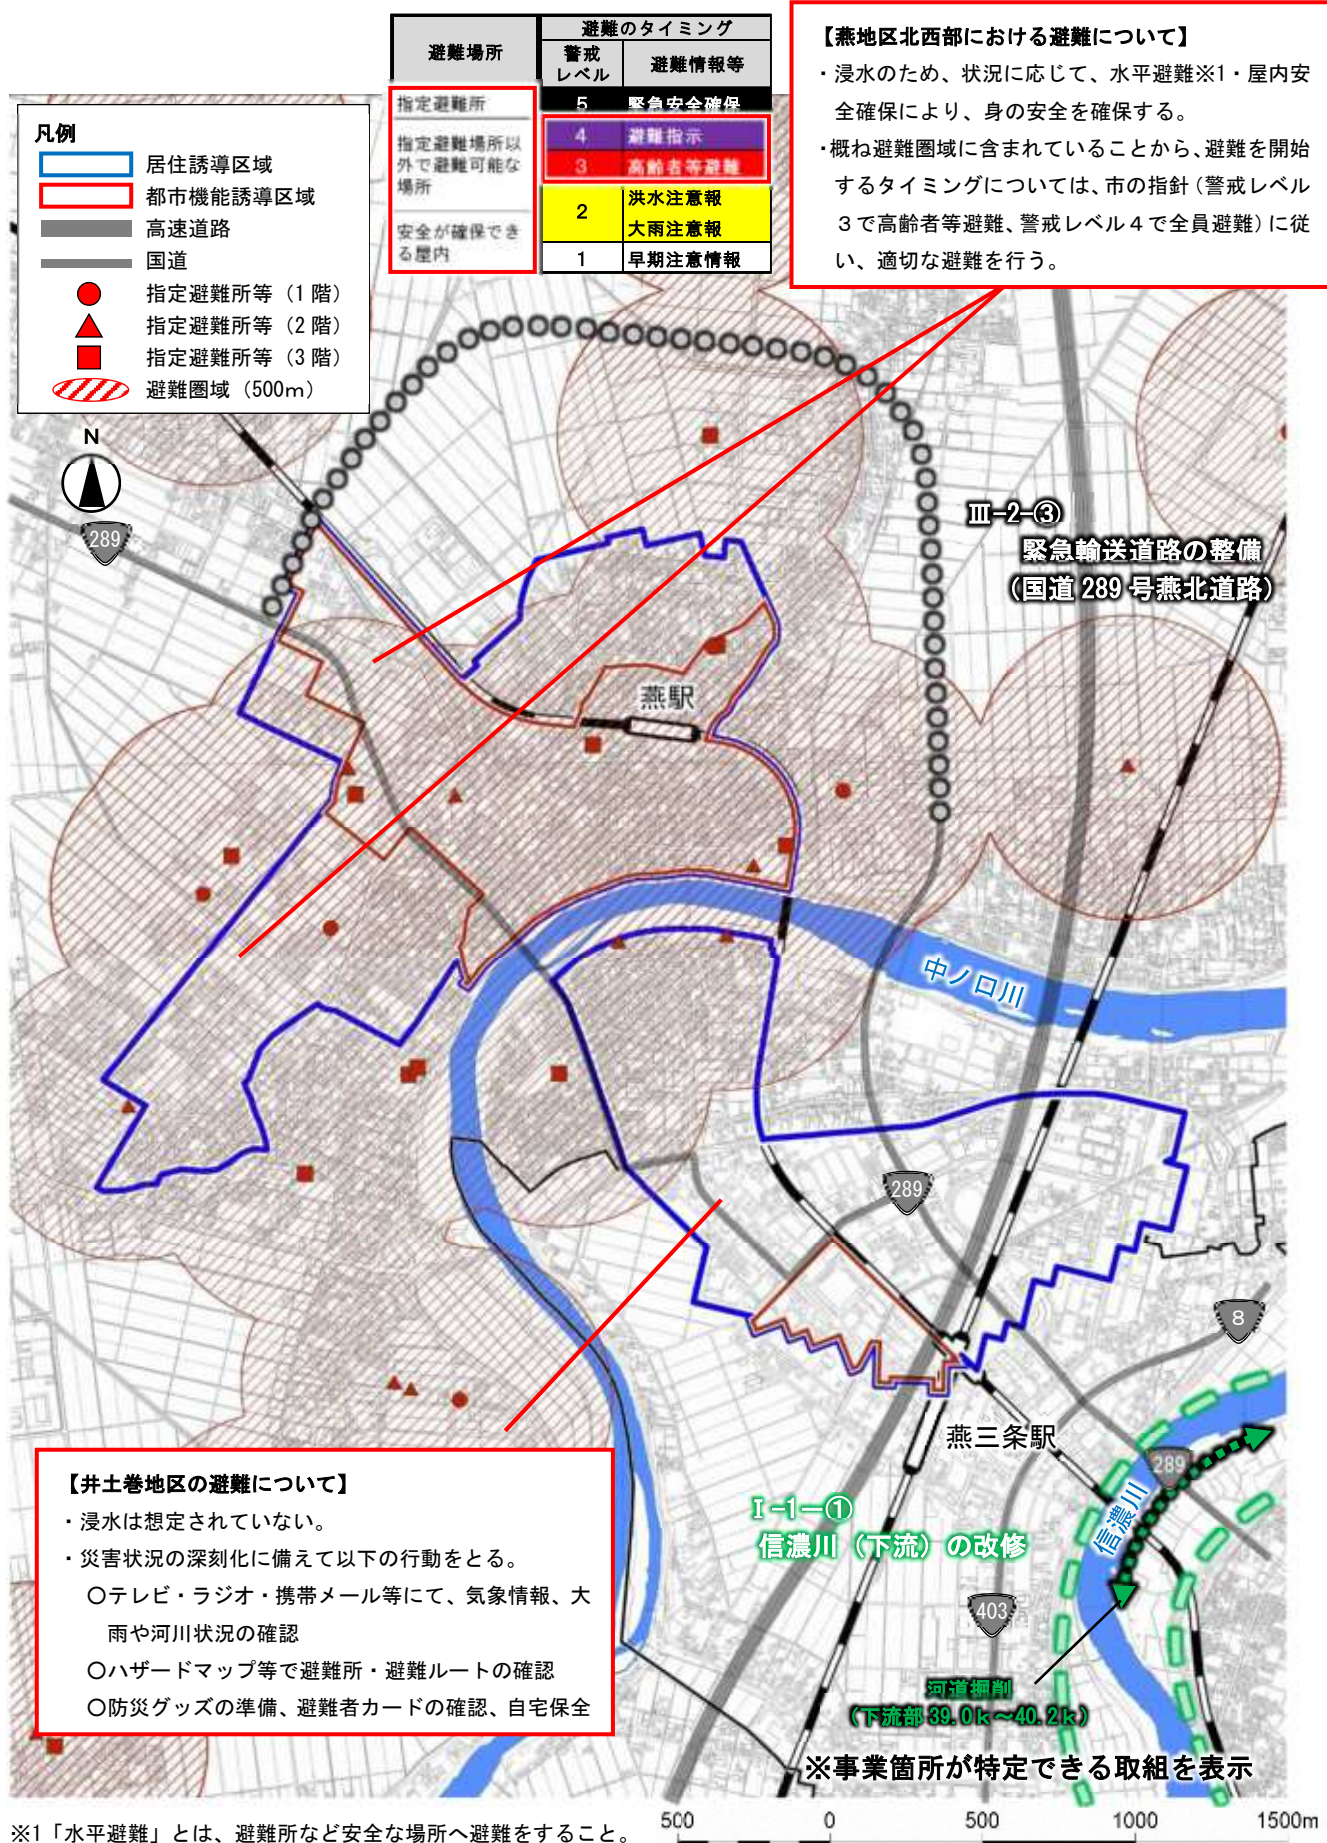 避難場所
避難のタイミング
警戒
レベル
避難情報等
指定避難所
指定避難場所以
外で避難可能な
場所
安全が確保でき
る屋内
5 緊急安全確保
4 避難指示
3 高齢者等避難
2 洪水注意報
大雨注意報
1 早期注意情報
【燕地区北西部における避難について】
・浸水のため、状況に応じて、水平避難※1・屋内安
全確保により、身の安全を確保する。
・概ね避難圏域に含まれていることから、避難を開始
するタイミングについては、市の指針（警戒レベル
３で高齢者等避難、警戒レベル４で全員避難）に従
い、適切な避難を行う。
凡例
居住誘導区域
都市機能誘導区域
高速道路
国道
指定避難所等（1階）
指定避難所等（2階）
指定避難所等（3階）
避難圏域（500ｍ）
N
289
Ⅲ-2-③
緊急輸送道路の整備
（国道289号燕北道路）
燕駅
中ノ口川
289
8
燕三条駅
289
信濃川
Ⅰ-1-①
信濃川（下流）の改修
403
河道掘削
（下流部39.0ｋ～40.2ｋ）
【井土巻地区の避難について】
・浸水は想定されていない。
・災害状況の深刻化に備えて以下の行動をとる。
○テレビ・ラジオ・携帯メール等にて、気象情報、大
雨や河川状況の確認
○ハザードマップ等で避難所・避難ルートの確認
○防災グッズの準備、避難者カードの確認、自宅保全
※事業箇所が特定できる取組を表示
※1「水平避難」とは、避難所など安全な場所へ避難をすること。
500 0 500 1000 1500m